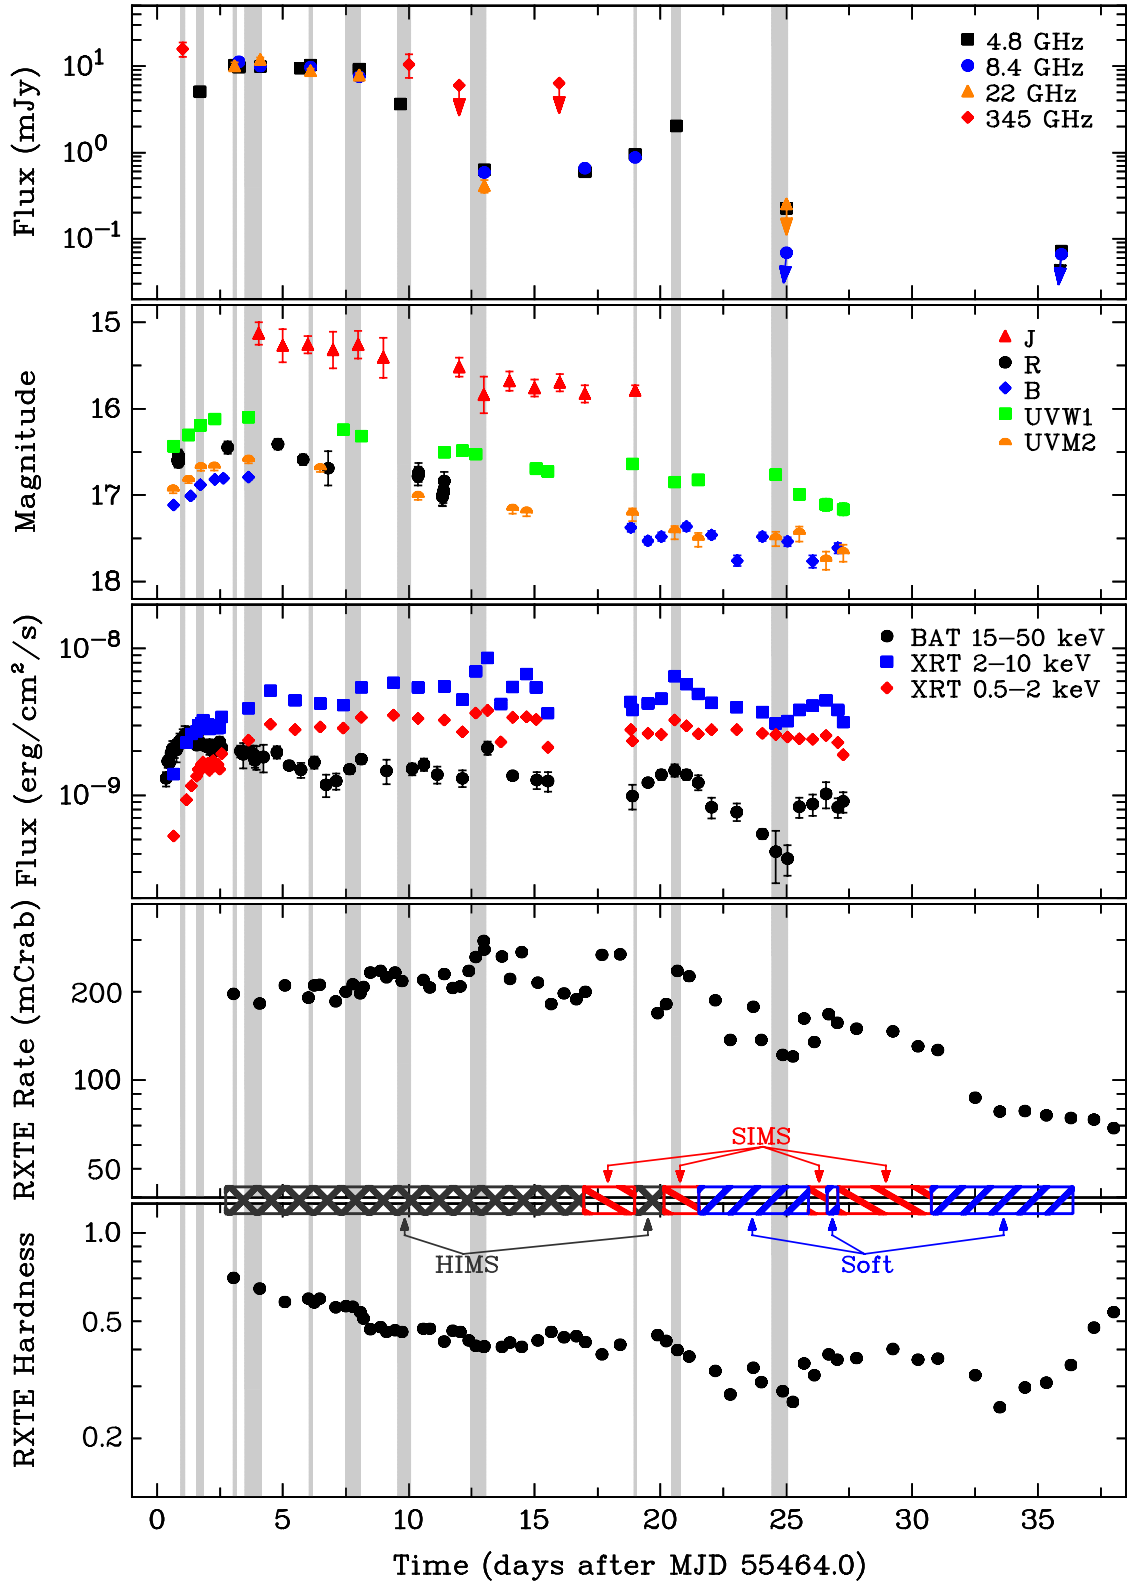 Flux (mJy)
10¹
10⁰
10⁻¹
4.8 GHz
8.4 GHz
22 GHz
345 GHz
Magnitude
15
16
17
18
J
R
B
UVW1
UVM2
Flux (erg/cm²/s)
10⁻⁸
10⁻⁹
BAT 15−50 keV
XRT 2−10 keV
XRT 0.5−2 keV
RXTE Rate (mCrab)
200
100
50
SIMS
RXTE Hardness
1.0
0.5
0.2
HIMS
Soft
0 5 10 15 20 25 30 35
Time (days after MJD 55464.0)